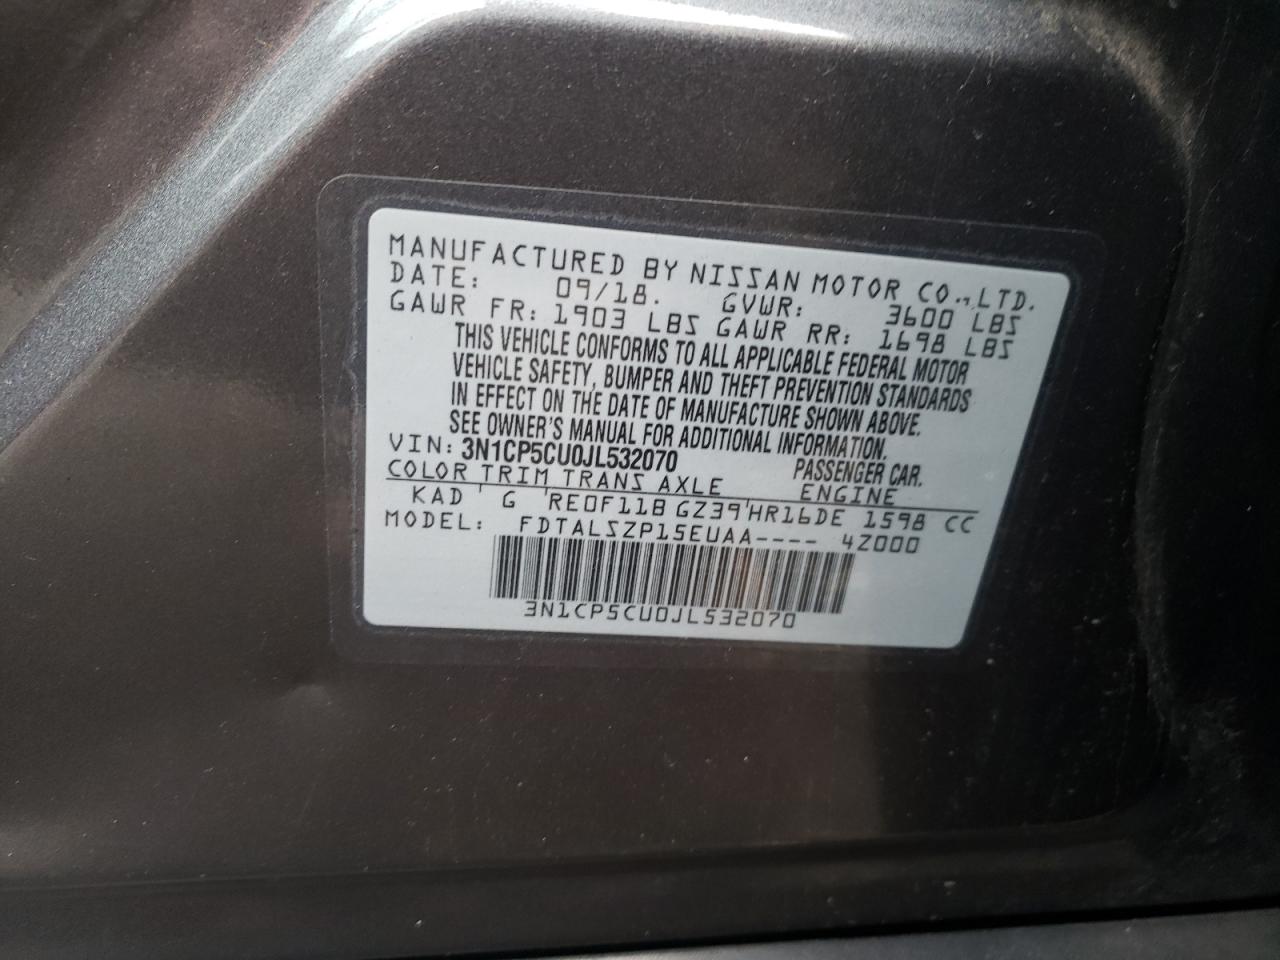 MANUFACTURED BY NISSAN MOTOR CO.,LTD.
DATE: 09/18. GVWR: 3600 LBS
GAWR FR: 1903 LBS GAWR RR: 1698 LBS
THIS VEHICLE CONFORMS TO ALL APPLICABLE FEDERAL MOTOR
VEHICLE SAFETY, BUMPER AND THEFT PREVENTION STANDARDS
IN EFFECT ON THE DATE OF MANUFACTURE SHOWN ABOVE.
SEE OWNER'S MANUAL FOR ADDITIONAL INFORMATION.
VIN: 3N1CP5CU0JL532070 PASSENGER CAR.
COLOR TRIM TRANS AXLE ENGINE
KAD ' G 'RE0F11B GZ39'HR16DE 1598 CC
MODEL: FDTALSZP15EUAA---- 4Z000
3N1CP5CU0JL532070